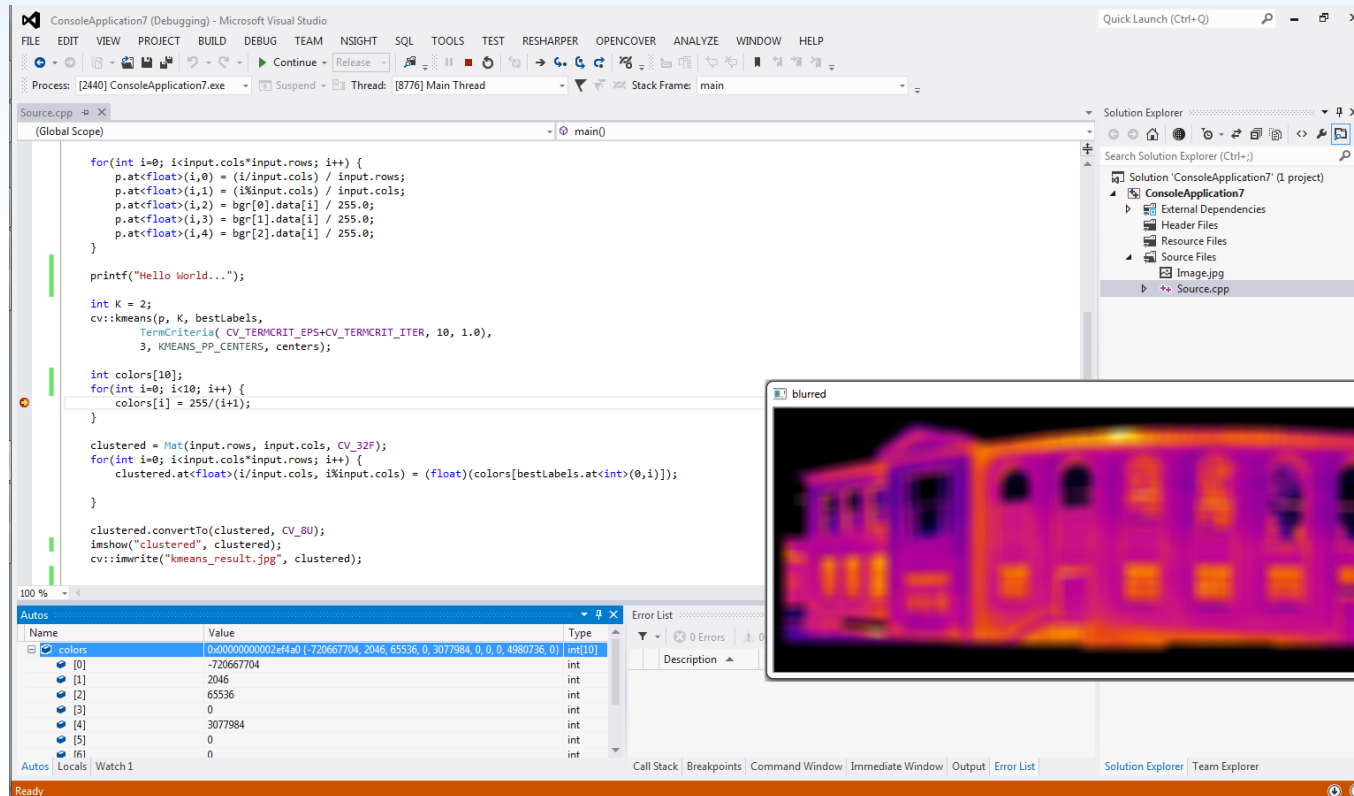 ConsoleApplication7 (Debugging) - Microsoft Visual Studio
Quick Launch (Ctrl+Q)
FILE EDIT VIEW PROJECT BUILD DEBUG TEAM NSIGHT SQL TOOLS TEST RESHARPER OPENCOVER ANALYZE WINDOW HELP
Continue Release
Process: [2440] ConsoleApplication7.exe Suspend Thread: [8776] Main Thread Stack Frame: main
Source.cpp
(Global Scope) main()
for(int i=0; i<input.cols*input.rows; i++) {
p.at<float>(i,0) = (i/input.cols) / input.rows;
p.at<float>(i,1) = (i%input.cols) / input.cols;
p.at<float>(i,2) = bgr[0].data[i] / 255.0;
p.at<float>(i,3) = bgr[1].data[i] / 255.0;
p.at<float>(i,4) = bgr[2].data[i] / 255.0;
}
printf("Hello World...");
int K = 2;
cv::kmeans(p, K, bestLabels,
TermCriteria( CV_TERMCRIT_EPS+CV_TERMCRIT_ITER, 10, 1.0),
3, KMEANS_PP_CENTERS, centers);
int colors[10];
for(int i=0; i<10; i++) {
colors[i] = 255/(i+1);
}
clustered = Mat(input.rows, input.cols, CV_32F);
for(int i=0; i<input.cols*input.rows; i++) {
clustered.at<float>(i/input.cols, i%input.cols) = (float)(colors[bestLabels.at<int>(0,i)]);
}
clustered.convertTo(clustered, CV_8U);
imshow("clustered", clustered);
cv::imwrite("kmeans_result.jpg", clustered);
100 %
Solution Explorer
Search Solution Explorer (Ctrl+;)
Solution 'ConsoleApplication7' (1 project)
ConsoleApplication7
External Dependencies
Header Files
Resource Files
Source Files
Image.jpg
Source.cpp
blurred
Autos
Name Value Type
colors 0x00000000002ef4a0 {-720667704, 2046, 65536, 0, 3077984, 0, 0, 0, 4980736, 0} int[10]
[0] -720667704 int
[1] 2046 int
[2] 65536 int
[3] 0 int
[4] 3077984 int
[5] 0 int
[6] 0 int
Autos Locals Watch 1
Error List
0 Errors 0
Description
Call Stack Breakpoints Command Window Immediate Window Output Error List
Solution Explorer Team Explorer
Ready